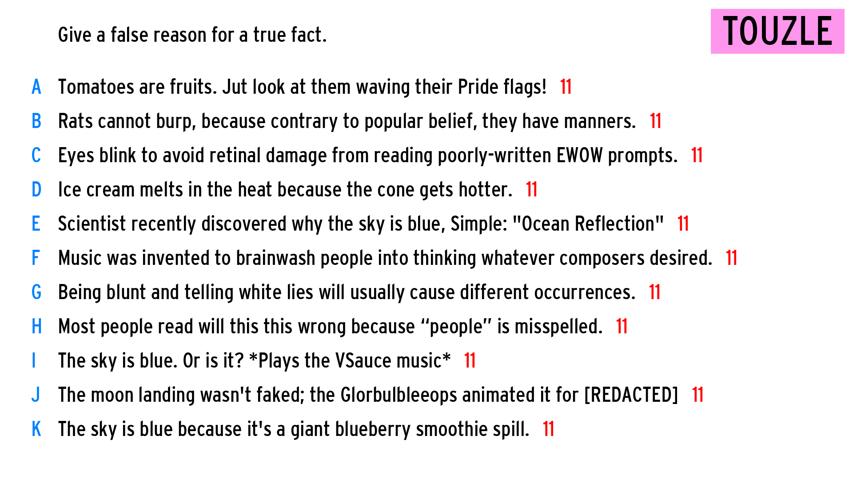 Give a false reason for a true fact.
TOUZLE
A Tomatoes are fruits. Jut look at them waving their Pride flags! 11
B Rats cannot burp, because contrary to popular belief, they have manners. 11
C Eyes blink to avoid retinal damage from reading poorly-written EWOW prompts. 11
D Ice cream melts in the heat because the cone gets hotter. 11
E Scientist recently discovered why the sky is blue, Simple: "Ocean Reflection" 11
F Music was invented to brainwash people into thinking whatever composers desired. 11
G Being blunt and telling white lies will usually cause different occurrences. 11
H Most people read will this this wrong because “people” is misspelled. 11
I The sky is blue. Or is it? *Plays the VSauce music* 11
J The moon landing wasn't faked; the Glorbulbleeops animated it for [REDACTED] 11
K The sky is blue because it's a giant blueberry smoothie spill. 11